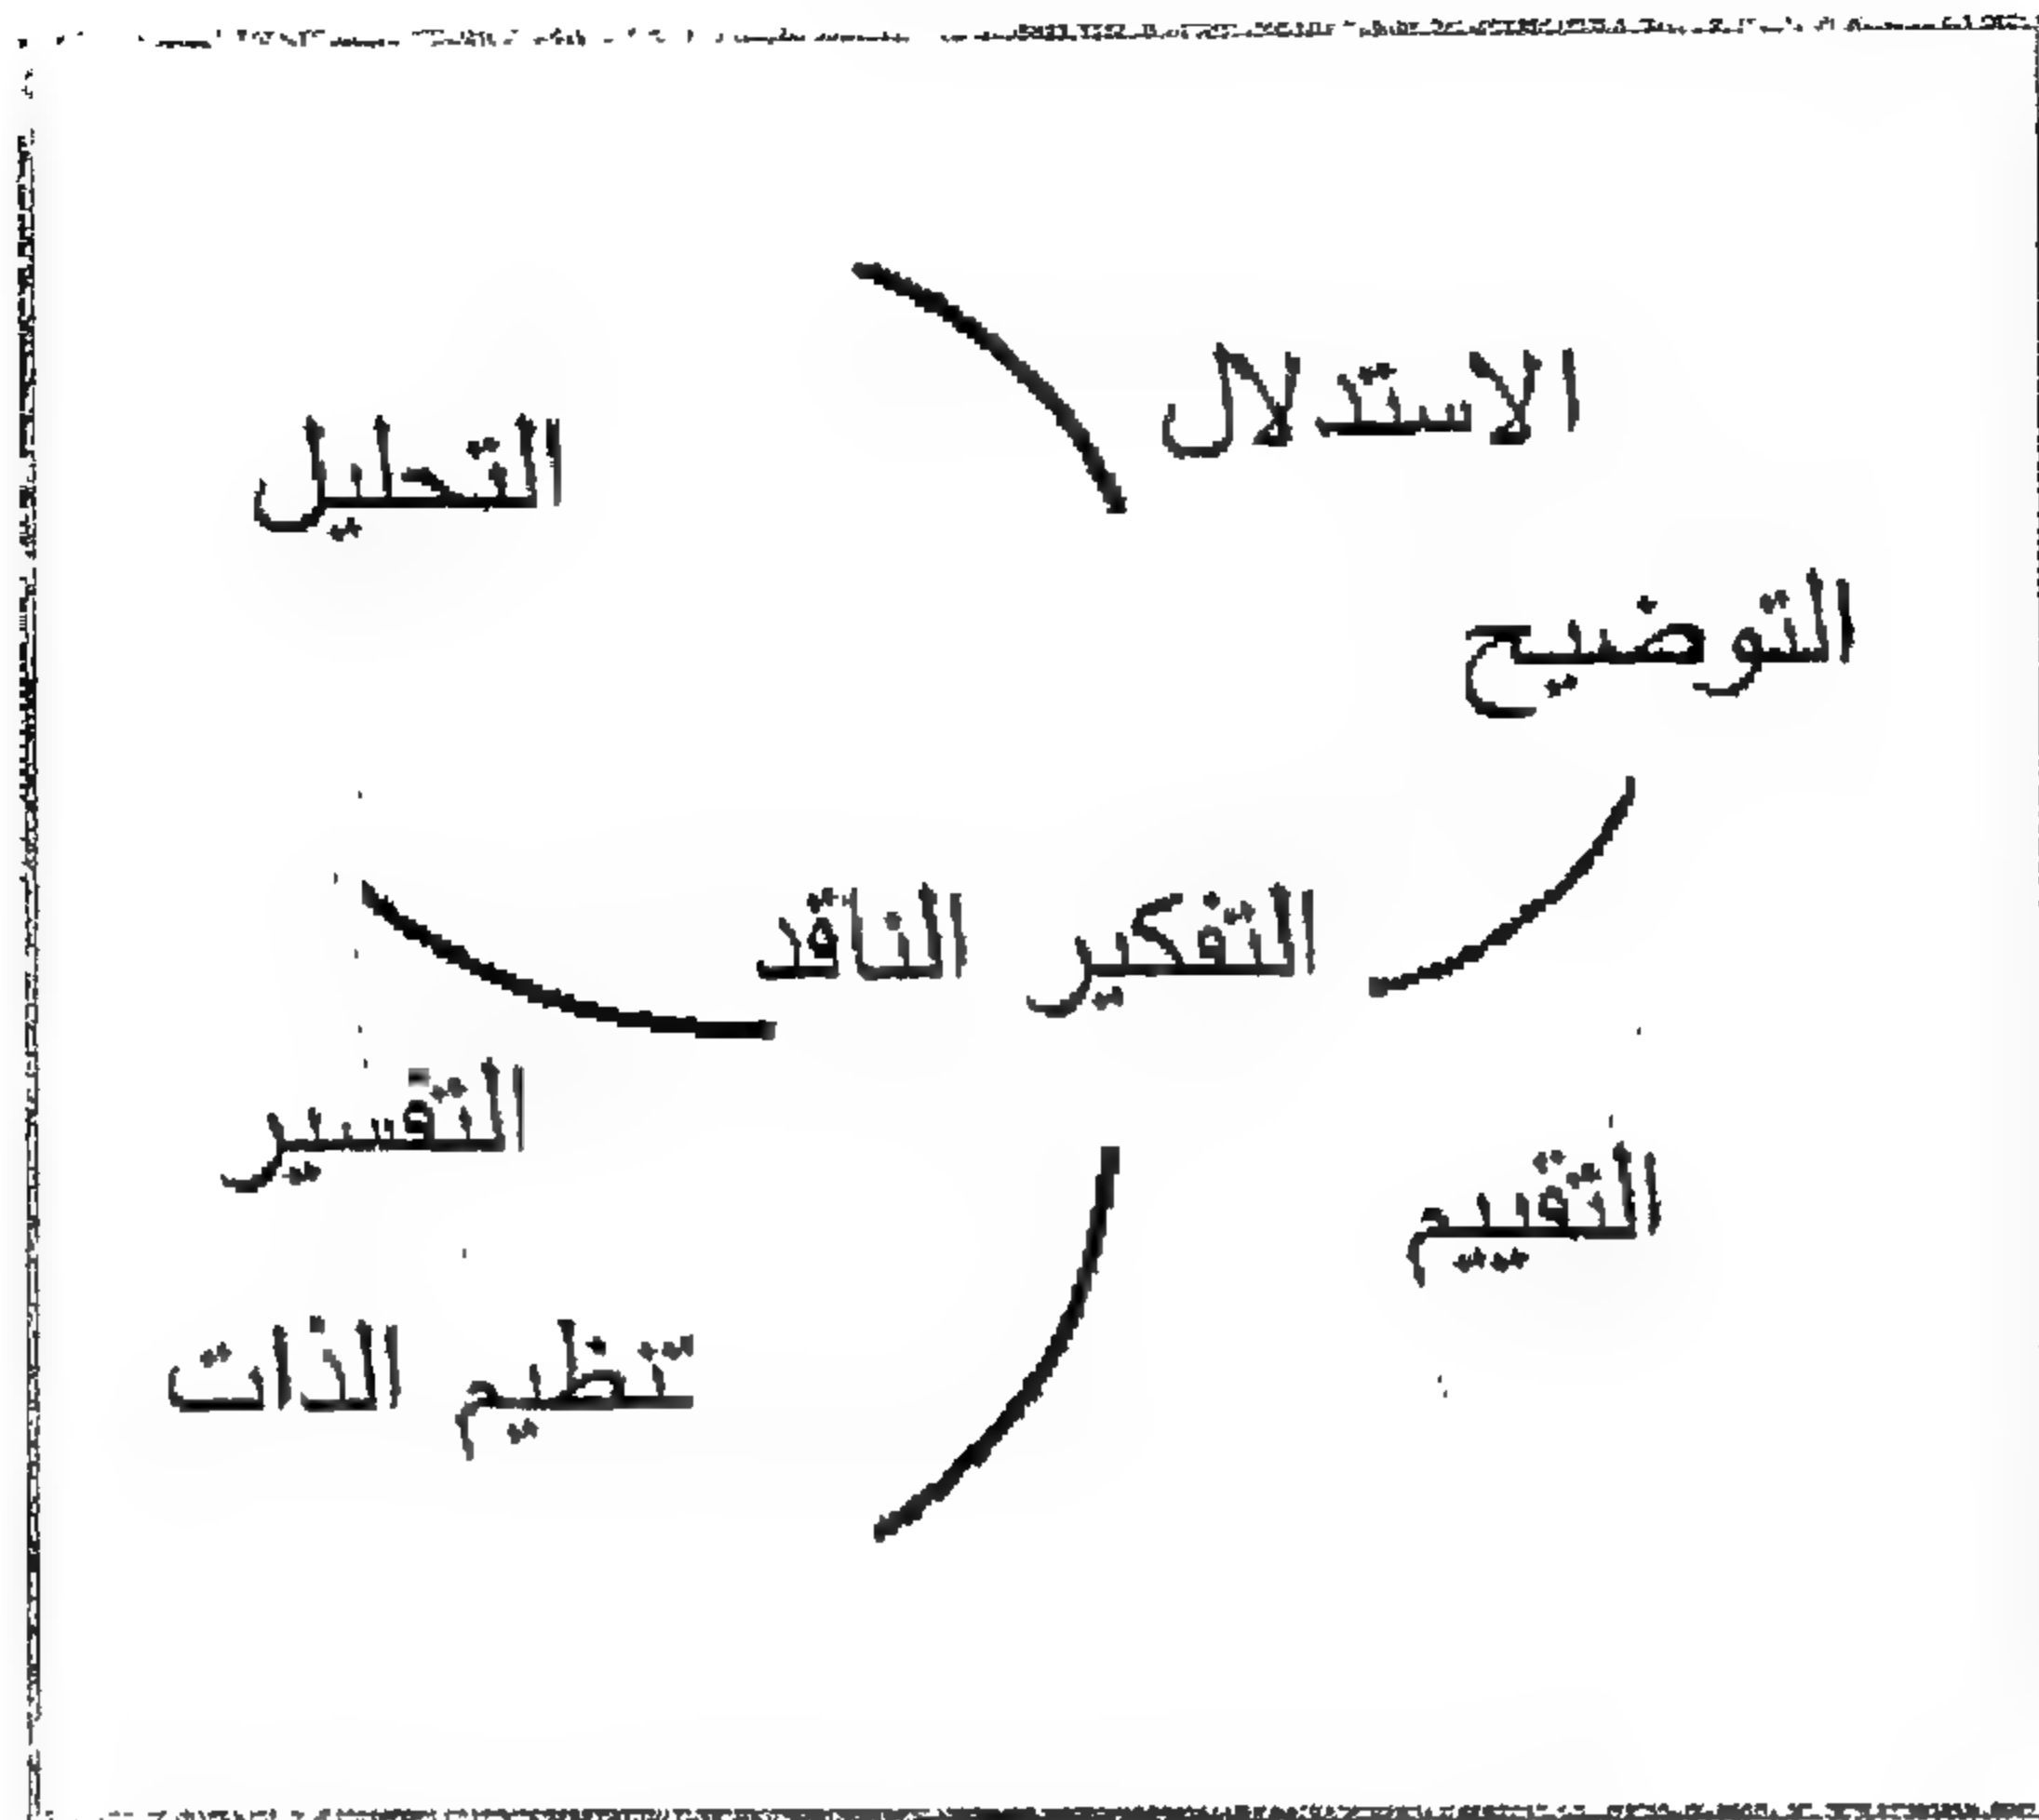 الاستدلال
التحليل
التوضيح
التفكير الناقد
التفسير
التقييم
تنظيم الذات